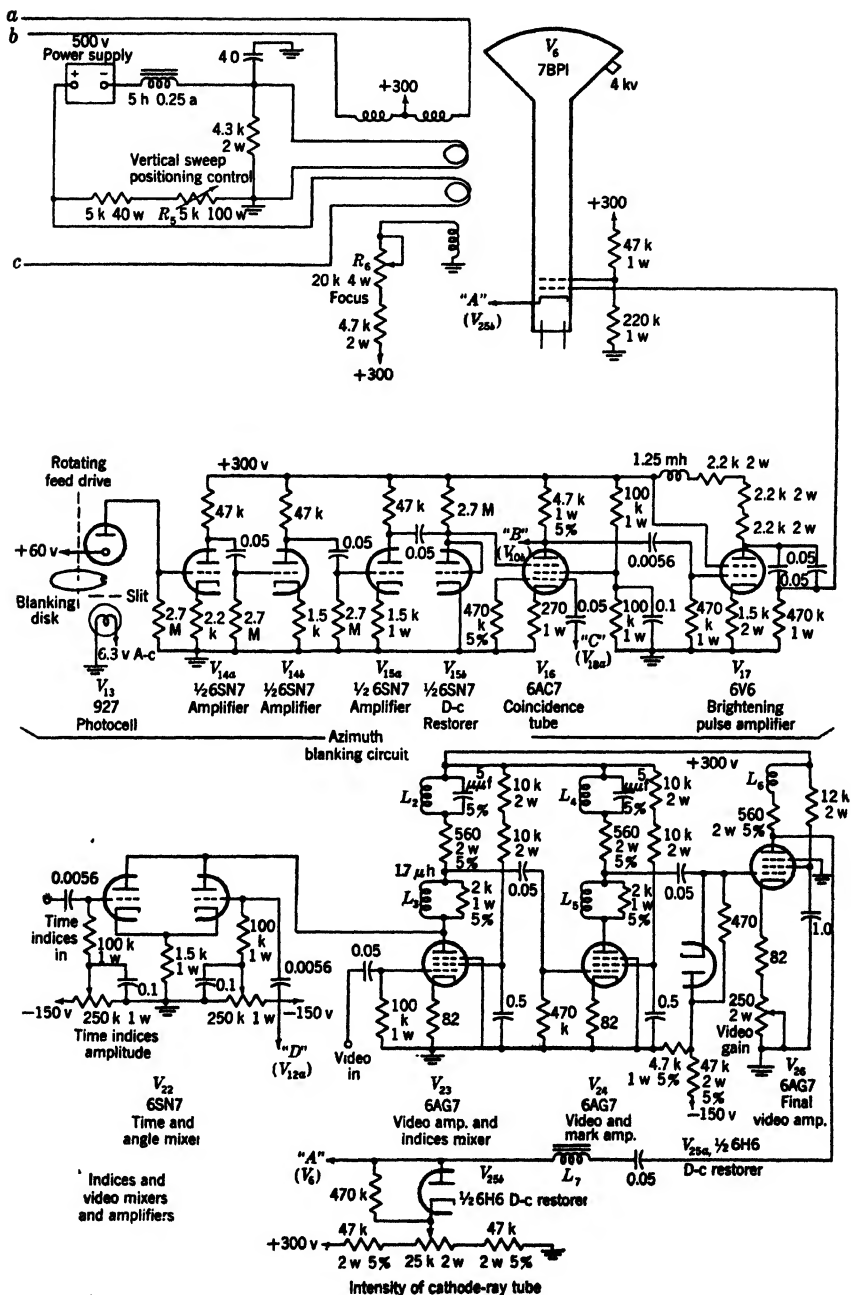 a
b
500 v
Power supply
+ −
5 h 0.25 a
40
+300
4.3 k
2 w
Vertical sweep
positioning control
5 k 40 w R5 5 k 100 w
c
R6
20 k 4 w
Focus
4.7 k
2 w
+300
V6
7BPI
4 kv
+300
47 k
1 w
"A"
(V25b)
220 k
1 w
Rotating
feed drive
+60 v
Blanking
disk
Slit
6.3 v A-c
V13
927
Photocell
+300 v
47 k
0.05
2.7
M
2.2
k
2.7
M
V14a
½ 6SN7
Amplifier
47 k
0.05
1.5
k
2.7
M
V14b
½ 6SN7
Amplifier
47 k
0.05
1.5 k
1 w
V15a
½ 6SN7
Amplifier
2.7 M
V15b
½ 6SN7
D-c
Restorer
"B"
(V10b)
4.7 k
1 w
5%
470
k
5%
270
1 w
0.05
"C"
(V18a)
V16
6AC7
Coincidence
tube
100
k
1 w
100
k
1 w
0.1
0.0056
1.25 mh
2.2 k 2 w
2.2 k 2 w
2.2 k 2 w
0.05
0.05
470
k
1 w
1.5 k
2 w
470 k
1 w
V17
6V6
Brightening
pulse amplifier
Azimuth
blanking circuit
0.0056
Time
indices
in
100 k
1 w
1.5 k
1 w
100
k
1 w
0.0056
0.1
0.1
−150 v
250 k 1 w
250 k 1 w
−150 v
Time indices
amplitude
"D"
(V12a)
V22
6SN7
Time and
angle mixer
L2
5
μμf
5%
10 k
2 w
560
2 w
5%
10 k
2 w
1.7 μh
L3
2 k
1 w
5%
0.05
0.05
100
k
1 w
82
0.5
Video
in
V23
6AG7
Video amp. and
indices mixer
L4
5
μμf
5%
10 k
2 w
560
2 w
5%
10 k
2 w
L5
2 k
1 w
5%
0.05
470
k
82
0.5
V24
6AG7
Video and
mark amp.
+300 v
470
4.7 k
1 w 5%
47 k
2 w
5%
−150 v
V25a, ½ 6H6
D-c restorer
L6
560
2 w 5%
12 k
2 w
1.0
82
250
2 w
Video
gain
V26
6AG7
Final
video amp.
Indices and
video mixers
and amplifiers
"A"
(V6)
470 k
V25b
½ 6H6 D-c restorer
L7
0.05
+300 v
47 k
2 w 5%
25 k 2 w
47 k
2 w 5%
Intensity of cathode-ray tube